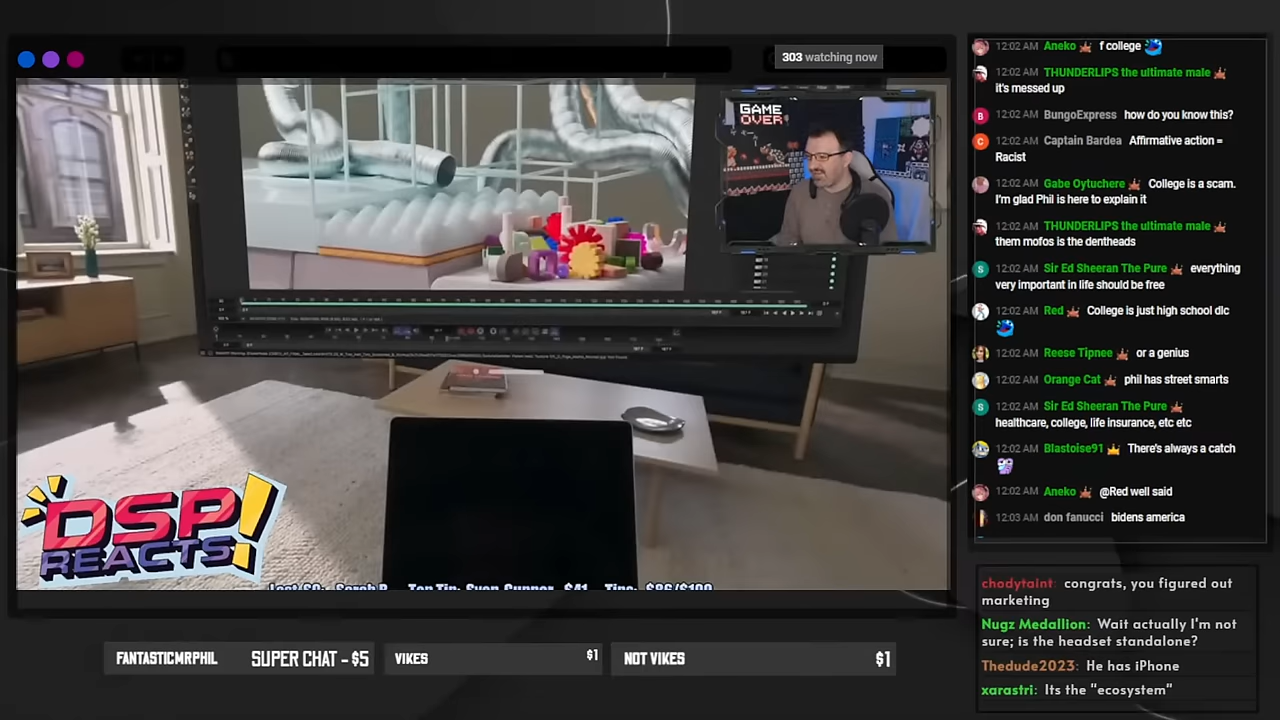 303 watching now
GAME
OVER
DSP
REACTS!
Top Tip: Sven Gunner $41 Tips: $86/$100
FANTASTICMRPHIL SUPER CHAT - $5
VIKES $1
NOT VIKES $1
12:02 AM Aneko f college
12:02 AM THUNDERLIPS the ultimate male
it's messed up
12:02 AM BungoExpress how do you know this?
12:02 AM Captain Bardea Affirmative action =
Racist
12:02 AM Gabe Oytuchere College is a scam.
I'm glad Phil is here to explain it
12:02 AM THUNDERLIPS the ultimate male
them mofos is the dentheads
12:02 AM Sir Ed Sheeran The Pure everything
very important in life should be free
12:02 AM Red College is just high school dlc
12:02 AM Reese Tipnee or a genius
12:02 AM Orange Cat phil has street smarts
12:02 AM Sir Ed Sheeran The Pure
healthcare, college, life insurance, etc etc
12:02 AM Blastoise91 There's always a catch
12:02 AM Aneko @Red well said
12:03 AM don fanucci bidens america
chodytaint: congrats, you figured out
marketing
Nugz Medallion: Wait actually I'm not
sure; is the headset standalone?
Thedude2023: He has iPhone
xarastri: Its the "ecosystem"